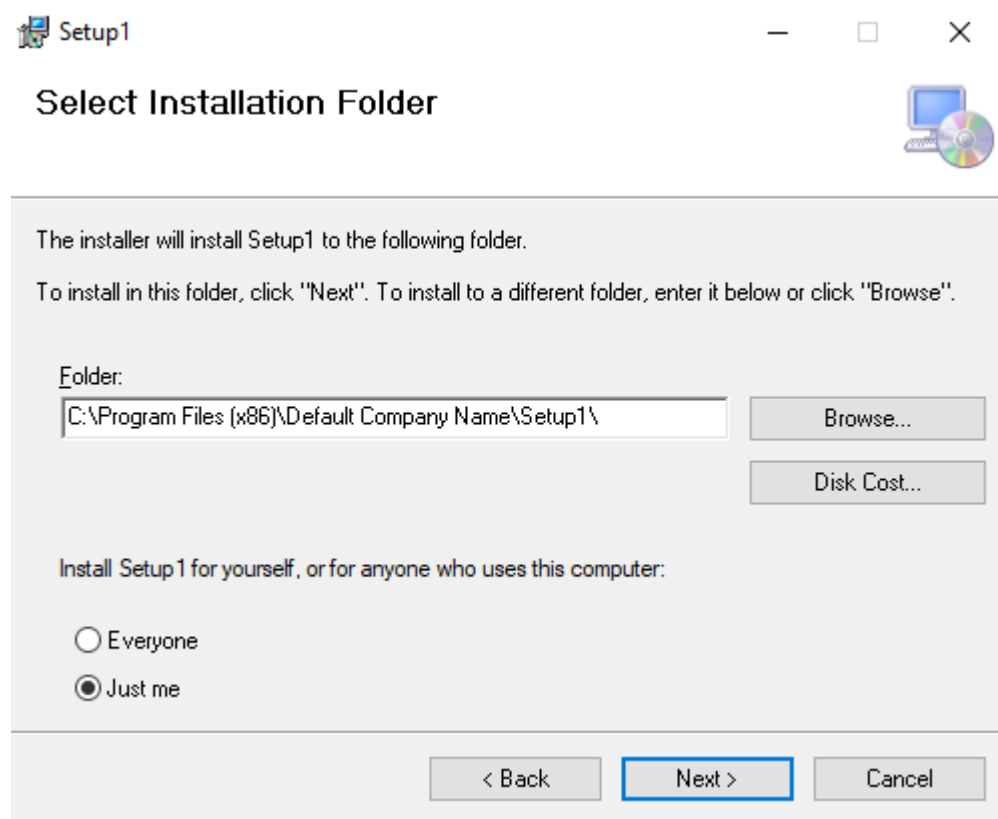 Setup1
Select Installation Folder
The installer will install Setup1 to the following folder.
To install in this folder, click "Next". To install to a different folder, enter it below or click "Browse".
Folder:
C:\Program Files (x86)\Default Company Name\Setup1\
Browse...
Disk Cost...
Install Setup1 for yourself, or for anyone who uses this computer:
Everyone
Just me
< Back
Next >
Cancel